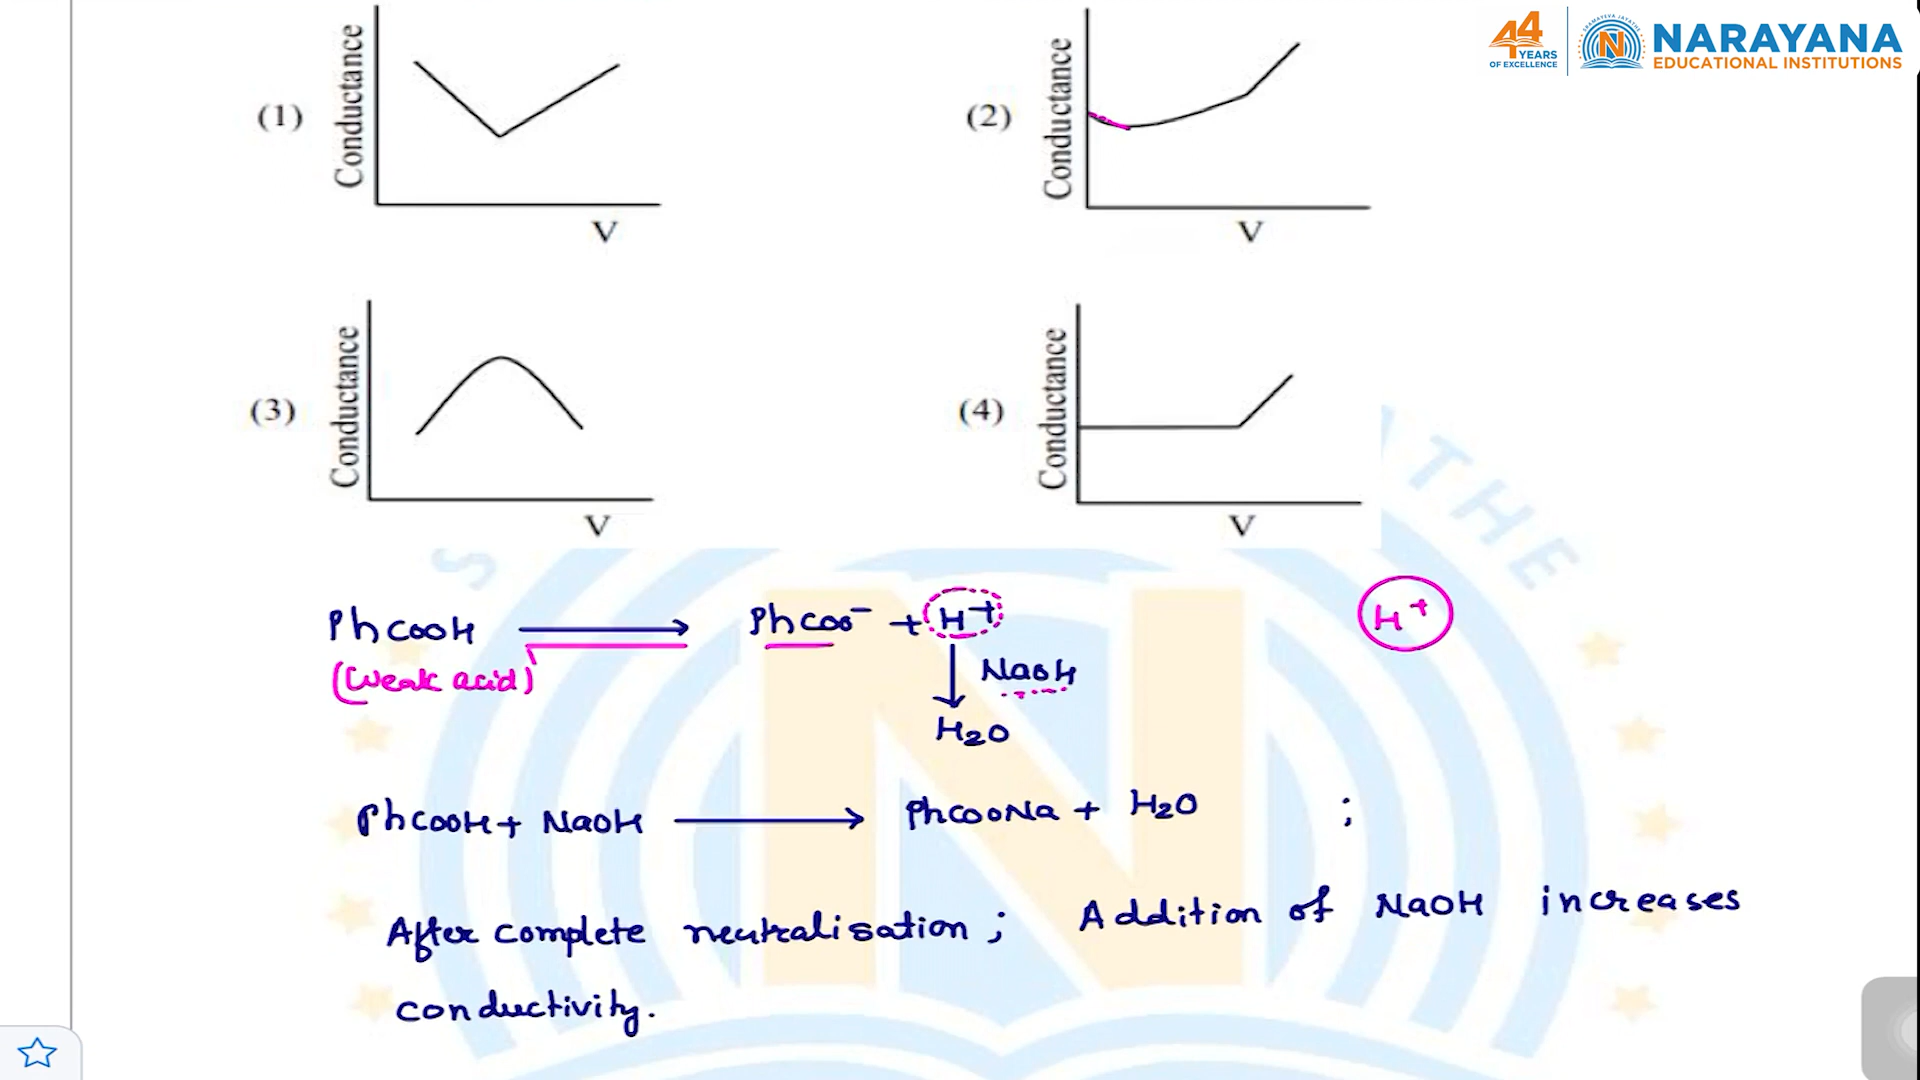 44
YEARS
OF EXCELLENCE
NARAYANA
EDUCATIONAL INSTITUTIONS
(1) Conductance V
(2) Conductance V
(3) Conductance V
(4) Conductance V
PhCOOH ⟶ PhCOO⁻ + H⁺
H⁺
(Weak acid)
NaOH
H₂O
PhCOOH + NaOH ⟶ PhCOONa + H₂O ;
After complete neutralisation ; Addition of NaOH increases
conductivity.